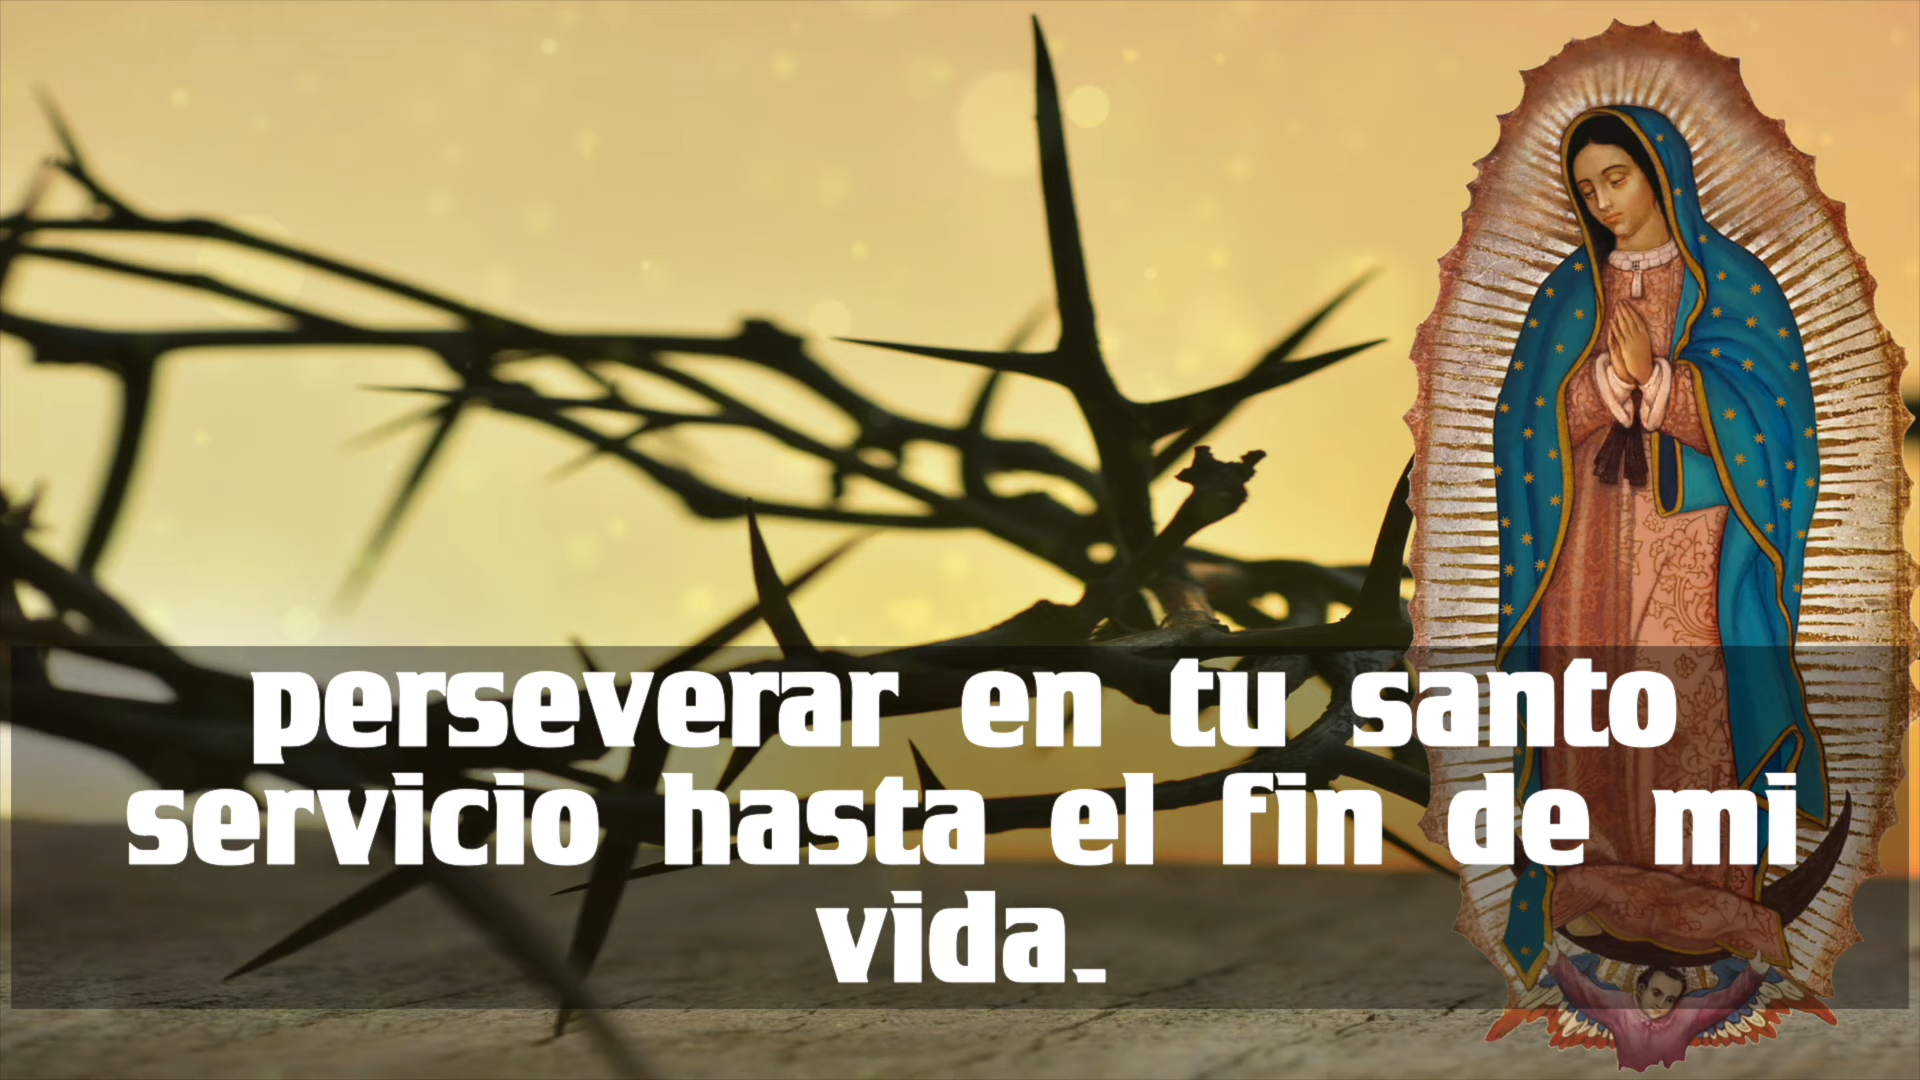 perseverar en tu santo
servicio hasta el fin de mi
vida.